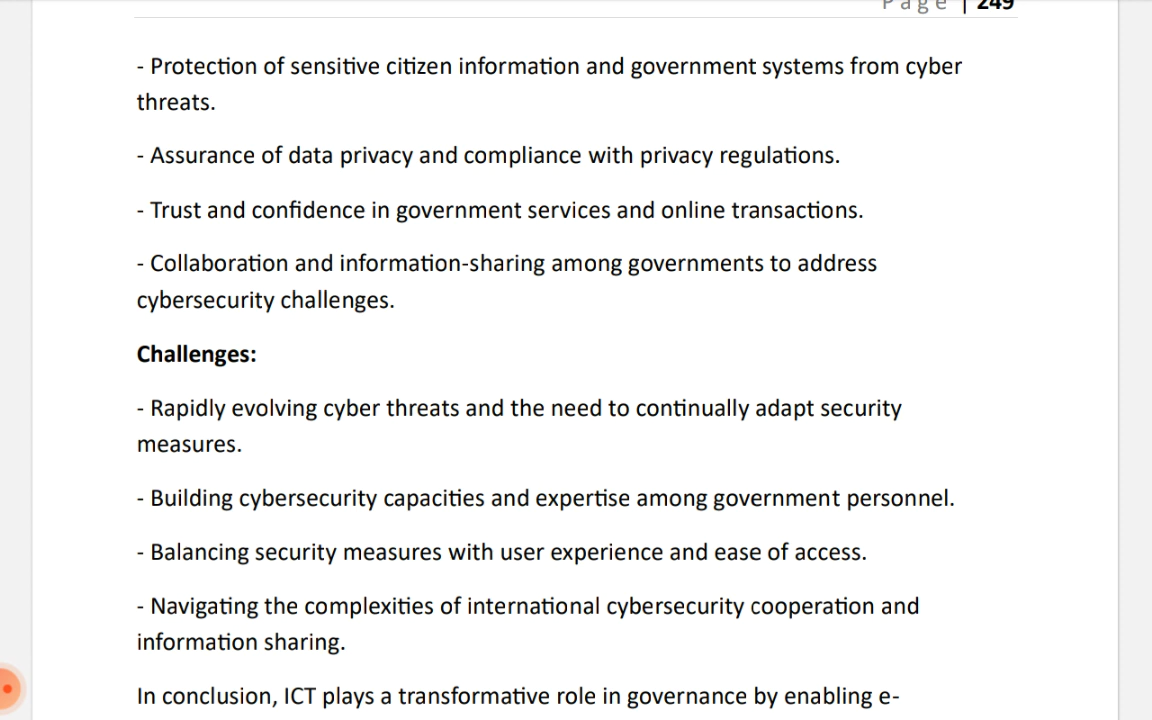 Page | 249
- Protection of sensitive citizen information and government systems from cyber
threats.
- Assurance of data privacy and compliance with privacy regulations.
- Trust and confidence in government services and online transactions.
- Collaboration and information-sharing among governments to address
cybersecurity challenges.
Challenges:
- Rapidly evolving cyber threats and the need to continually adapt security
measures.
- Building cybersecurity capacities and expertise among government personnel.
- Balancing security measures with user experience and ease of access.
- Navigating the complexities of international cybersecurity cooperation and
information sharing.
In conclusion, ICT plays a transformative role in governance by enabling e-